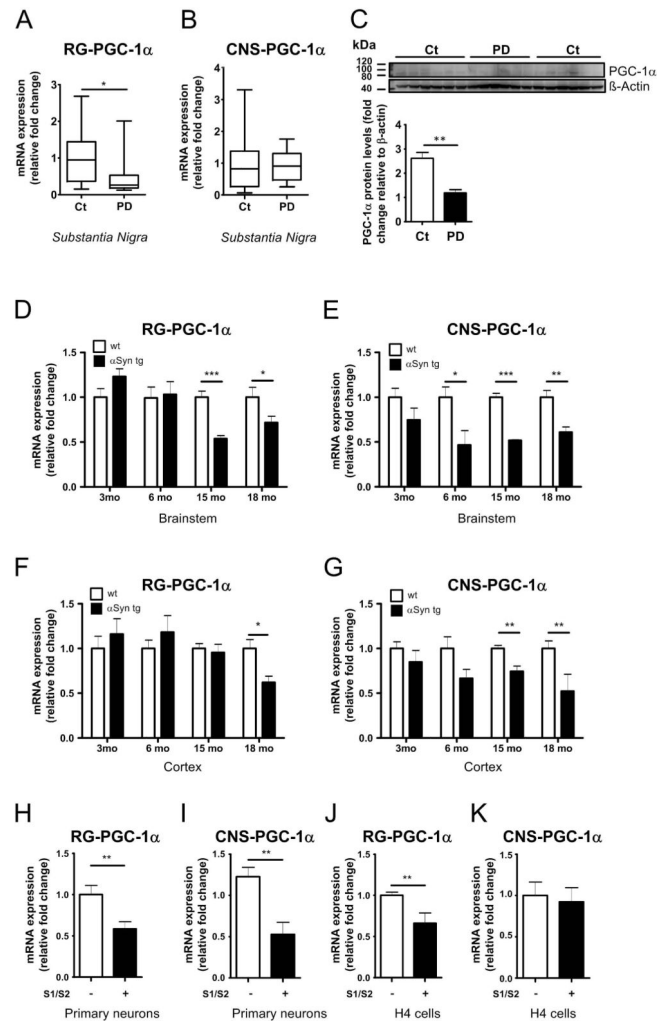 A
RG-PGC-1α
mRNA expression
(relative fold change)
3
2
1
0
*
Ct PD
Substantia Nigra
B
CNS-PGC-1α
mRNA expression
(relative fold change)
4
3
2
1
0
Ct PD
Substantia Nigra
C
kDa
Ct PD Ct
120
100
80
40
PGC-1α
ß-Actin
PGC-1α protein levels (fold
change relative to β-actin)
4
3
2
1
0
**
Ct PD
D
RG-PGC-1α
wt
αSyn tg
mRNA expression
(relative fold change)
1.5
1.0
0.5
0.0
*** *
3mo 6 mo 15 mo 18 mo
Brainstem
E
CNS-PGC-1α
wt
αSyn tg
mRNA expression
(relative fold change)
1.5
1.0
0.5
0.0
* *** **
3mo 6 mo 15 mo 18 mo
Brainstem
F
RG-PGC-1α
wt
αSyn tg
mRNA expression
(relative fold change)
1.5
1.0
0.5
0.0
*
3mo 6 mo 15 mo 18 mo
Cortex
G
CNS-PGC-1α
wt
αSyn tg
mRNA expression
(relative fold change)
1.5
1.0
0.5
0.0
** **
3mo 6 mo 15 mo 18 mo
Cortex
H
RG-PGC-1α
mRNA expression
(relative fold change)
1.5
1.0
0.5
0.0
**
S1/S2 - +
Primary neurons
I
CNS-PGC-1α
mRNA expression
(relative fold change)
1.5
1.0
0.5
0.0
**
S1/S2 - +
Primary neurons
J
RG-PGC-1α
mRNA expression
(relative fold change)
1.5
1.0
0.5
0.0
**
S1/S2 - +
H4 cells
K
CNS-PGC-1α
mRNA expression
(relative fold change)
1.5
1.0
0.5
0.0
S1/S2 - +
H4 cells